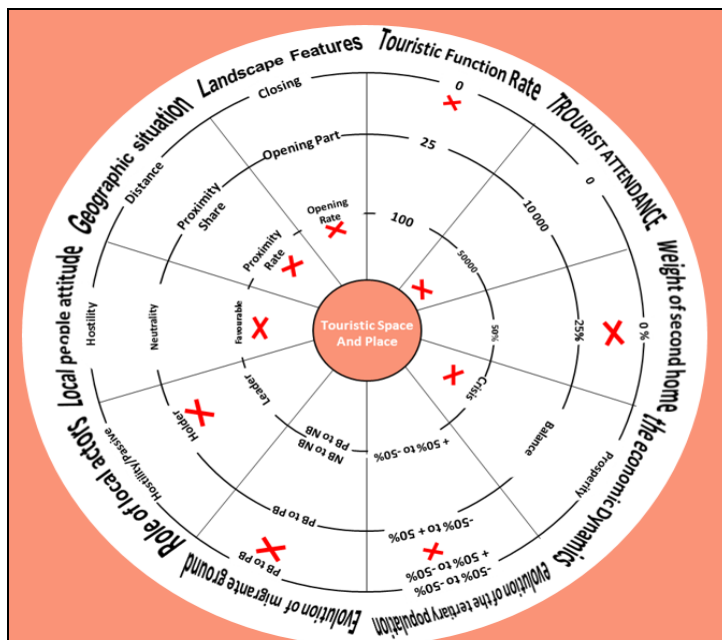 Landscape Features
Touristic Function Rate
TROURIST ATTENDANCE
Weight of second home
the economic Dynamics
evolution of the tertiary population
Evolution of migrante ground
Role of local actors
Local people attitude
Geographic situation
Closing
Opening Part
Opening
Rate
0
25
100
0
10 000
50000
0%
25%
50%
Prosperity
Balance
Crisis
-50% to -50%
+ 50% to -50%
-50% to + 50%
+ 50% to -50%
PB to PB
PB to PB
NB to NB
PB to NB
Hostility/Passive
Holder
Leader
Hostility
Neutrality
Favourable
Distance
Proximity
Share
Proximity
Rate
Touristic Space
And Place